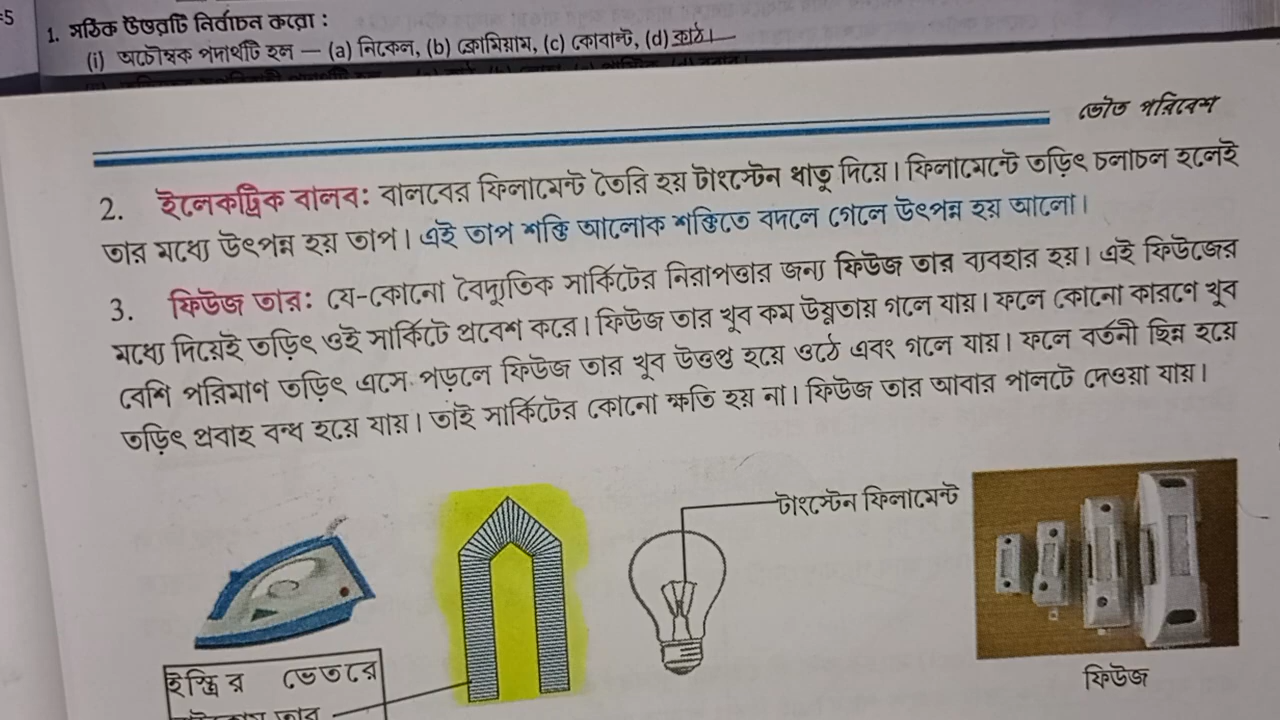 1. সঠিক উত্তরটি নির্বাচন করো :
(i) অচৌম্বক পদার্থটি হল — (a) নিকেল, (b) ক্রোমিয়াম, (c) কোবাল্ট, (d) কাঠ।
ভৌত পরিবেশ
2. ইলেকট্রিক বালব: বালবের ফিলামেন্ট তৈরি হয় টাংস্টেন ধাতু দিয়ে। ফিলামেন্টে তড়িৎ চলাচল হলেই
তার মধ্যে উৎপন্ন হয় তাপ। এই তাপ শক্তি আলোক শক্তিতে বদলে গেলে উৎপন্ন হয় আলো।
3. ফিউজ তার: যে-কোনো বৈদ্যুতিক সার্কিটের নিরাপত্তার জন্য ফিউজ তার ব্যবহার হয়। এই ফিউজের
মধ্যে দিয়েই তড়িৎ ওই সার্কিটে প্রবেশ করে। ফিউজ তার খুব কম উষ্ণতায় গলে যায়। ফলে কোনো কারণে খুব
বেশি পরিমাণ তড়িৎ এসে পড়লে ফিউজ তার খুব উত্তপ্ত হয়ে ওঠে এবং গলে যায়। ফলে বর্তনী ছিন্ন হয়ে
তড়িৎ প্রবাহ বন্ধ হয়ে যায়। তাই সার্কিটের কোনো ক্ষতি হয় না। ফিউজ তার আবার পালটে দেওয়া যায়।
টাংস্টেন ফিলামেন্ট
ইস্ত্রির ভেতরে
তার
ফিউজ